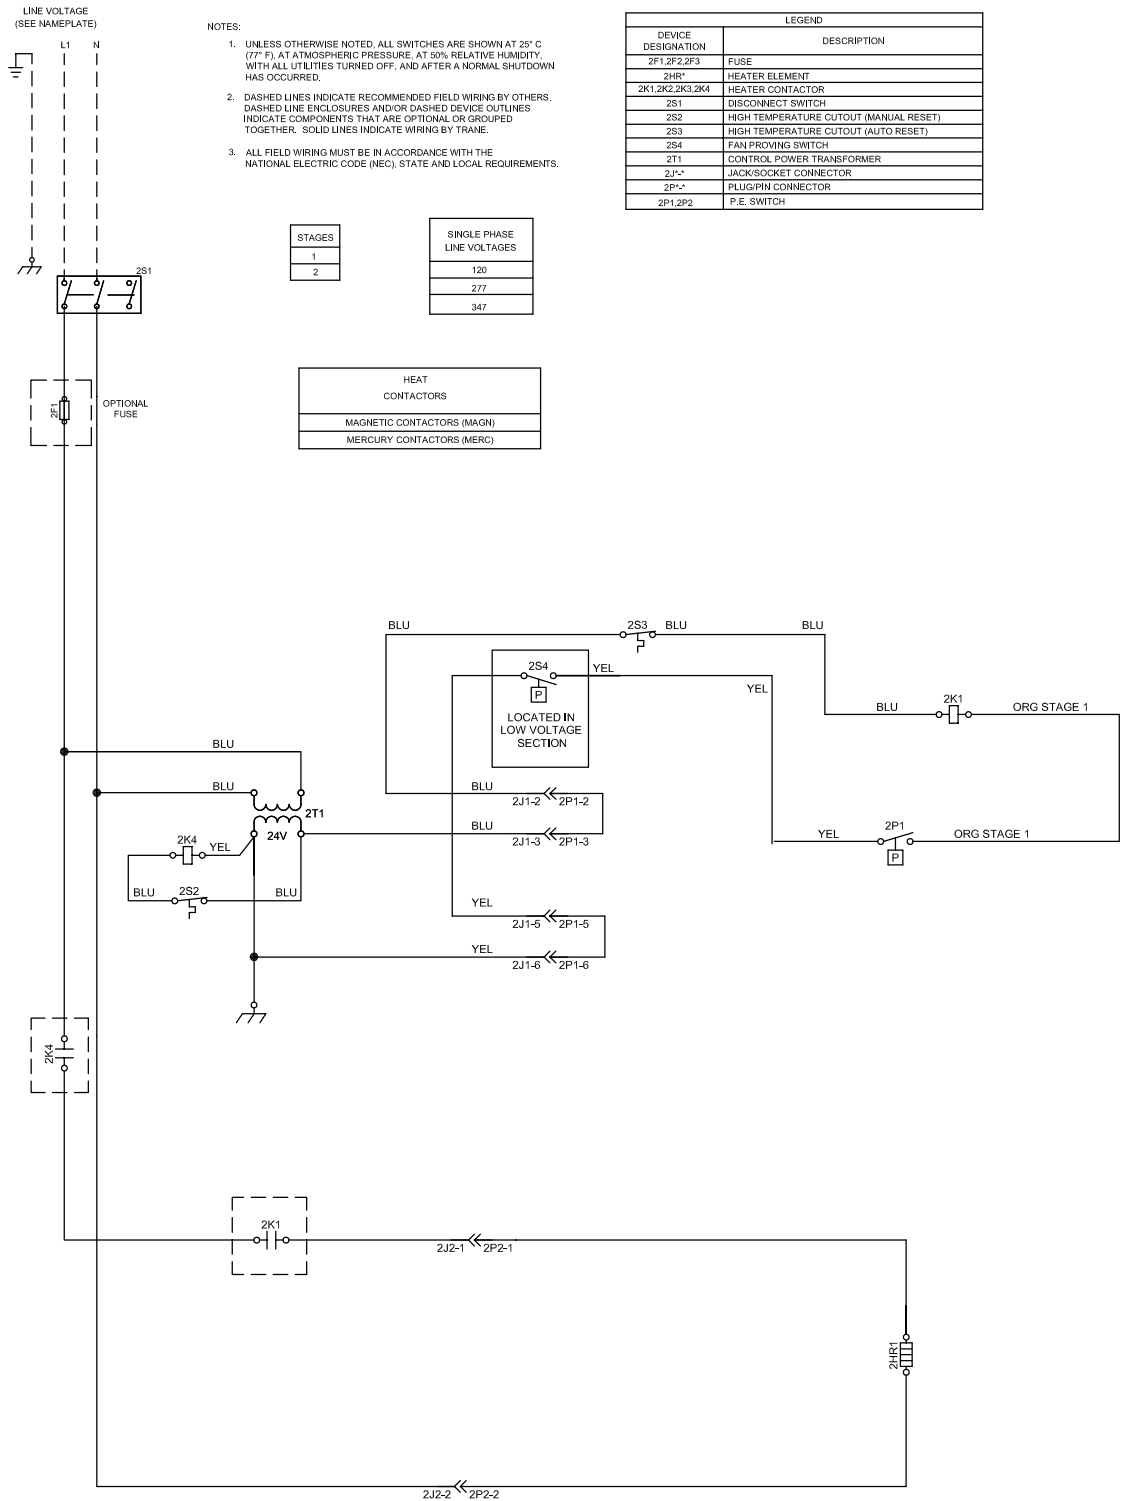 LINE VOLTAGE
(SEE NAMEPLATE)
L1 N
NOTES:
1. UNLESS OTHERWISE NOTED, ALL SWITCHES ARE SHOWN AT 25° C
(77° F), AT ATMOSPHERIC PRESSURE, AT 50% RELATIVE HUMIDITY,
WITH ALL UTILITIES TURNED OFF, AND AFTER A NORMAL SHUTDOWN
HAS OCCURRED.
2. DASHED LINES INDICATE RECOMMENDED FIELD WIRING BY OTHERS.
DASHED LINE ENCLOSURES AND/OR DASHED DEVICE OUTLINES
INDICATE COMPONENTS THAT ARE OPTIONAL OR GROUPED
TOGETHER. SOLID LINES INDICATE WIRING BY TRANE.
3. ALL FIELD WIRING MUST BE IN ACCORDANCE WITH THE
NATIONAL ELECTRIC CODE (NEC), STATE AND LOCAL REQUIREMENTS.
LEGEND
DEVICE
DESIGNATION
DESCRIPTION
2F1,2F2,2F3 FUSE
2HR* HEATER ELEMENT
2K1,2K2,2K3,2K4 HEATER CONTACTOR
2S1 DISCONNECT SWITCH
2S2 HIGH TEMPERATURE CUTOUT (MANUAL RESET)
2S3 HIGH TEMPERATURE CUTOUT (AUTO RESET)
2S4 FAN PROVING SWITCH
2T1 CONTROL POWER TRANSFORMER
2J*-* JACK/SOCKET CONNECTOR
2P*-* PLUG/PIN CONNECTOR
2P1,2P2 P.E. SWITCH
STAGES
1
2
SINGLE PHASE
LINE VOLTAGES
120
277
347
2S1
HEAT
CONTACTORS
MAGNETIC CONTACTORS (MAGN)
MERCURY CONTACTORS (MERC)
2F1
OPTIONAL
FUSE
BLU 2S3 BLU BLU
2S4 YEL
P
YEL
LOCATED IN
LOW VOLTAGE
SECTION
BLU 2K1 ORG STAGE 1
BLU
BLU
2T1
24V
BLU
2J1-2 2P1-2
BLU
2J1-3 2P1-3
YEL 2P1 ORG STAGE 1
P
2K4 YEL
BLU 2S2 BLU
YEL
2J1-5 2P1-5
YEL
2J1-6 2P1-6
2K4
2K1
2J2-1 2P2-1
2HR1
2J2-2 2P2-2